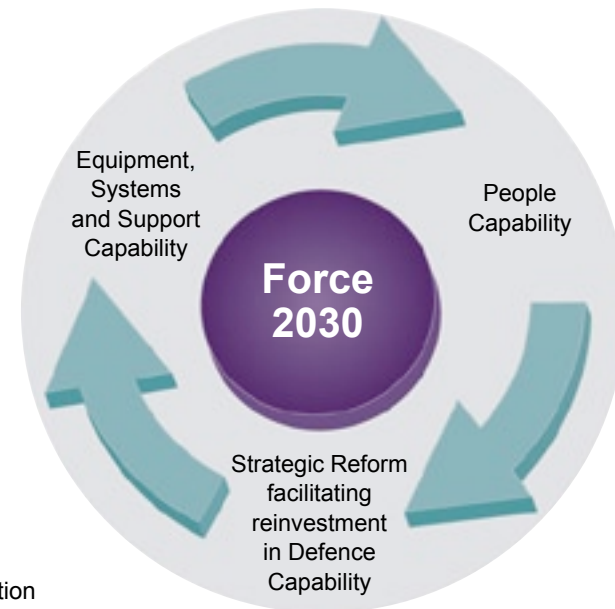 Equipment,
Systems
and Support
Capability
People
Capability
Force
2030
Strategic Reform
facilitating
reinvestment
in Defence
Capability